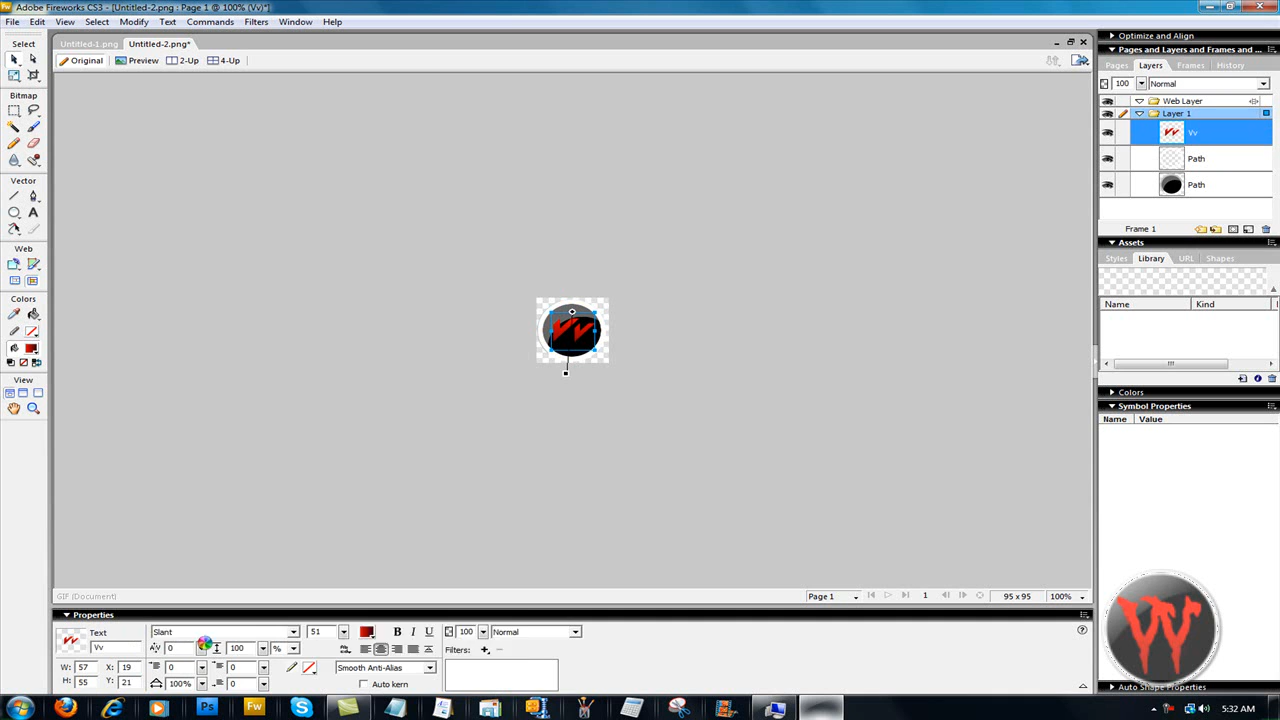 Adobe Fireworks CS3 - [Untitled-2.png : Page 1 @ 100% (Vv)*]
File Edit View Select Modify Text Commands Filters Window Help
Select
Untitled-1.png Untitled-2.png*
Original Preview 2-Up 4-Up
Bitmap
Vector
Web
Colors
View
Optimize and Align
Pages and Layers and Frames and ...
Pages Layers Frames History
100 Normal
Web Layer
Layer 1
Vv
Path
Path
Frame 1
Assets
Styles Library URL Shapes
Name Kind
Colors
Symbol Properties
Name Value
Vv
GIF (Document) Page 1 1 95 x 95 100%
Properties
Text Slant 51 B I U 100 Normal
Vv 0 100 % Filters:
W: 57 X: 19 0 0 Smooth Anti-Alias
H: 55 Y: 21 100% 0 Auto kern
VV
Auto Shape Properties
Ps Fw 5:32 AM